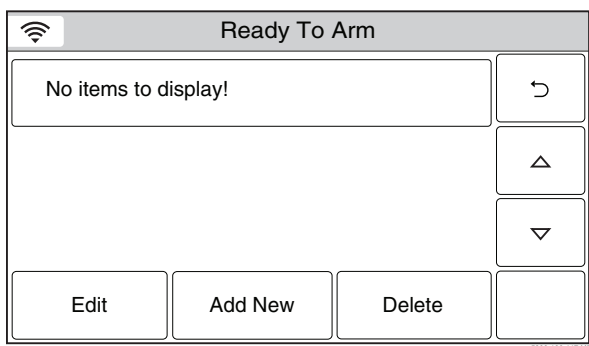 Ready To Arm
No items to display!
Edit
Add New
Delete